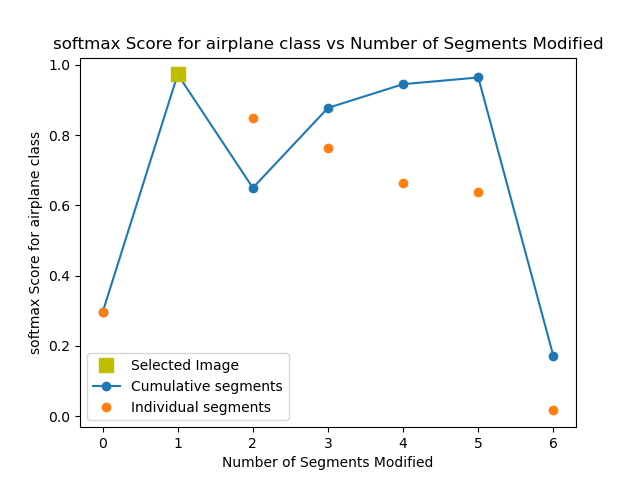 softmax Score for airplane class vs Number of Segments Modified
softmax Score for airplane class
1.0
0.8
0.6
0.4
0.2
0.0
Selected Image
Cumulative segments
Individual segments
0 1 2 3 4 5 6
Number of Segments Modified